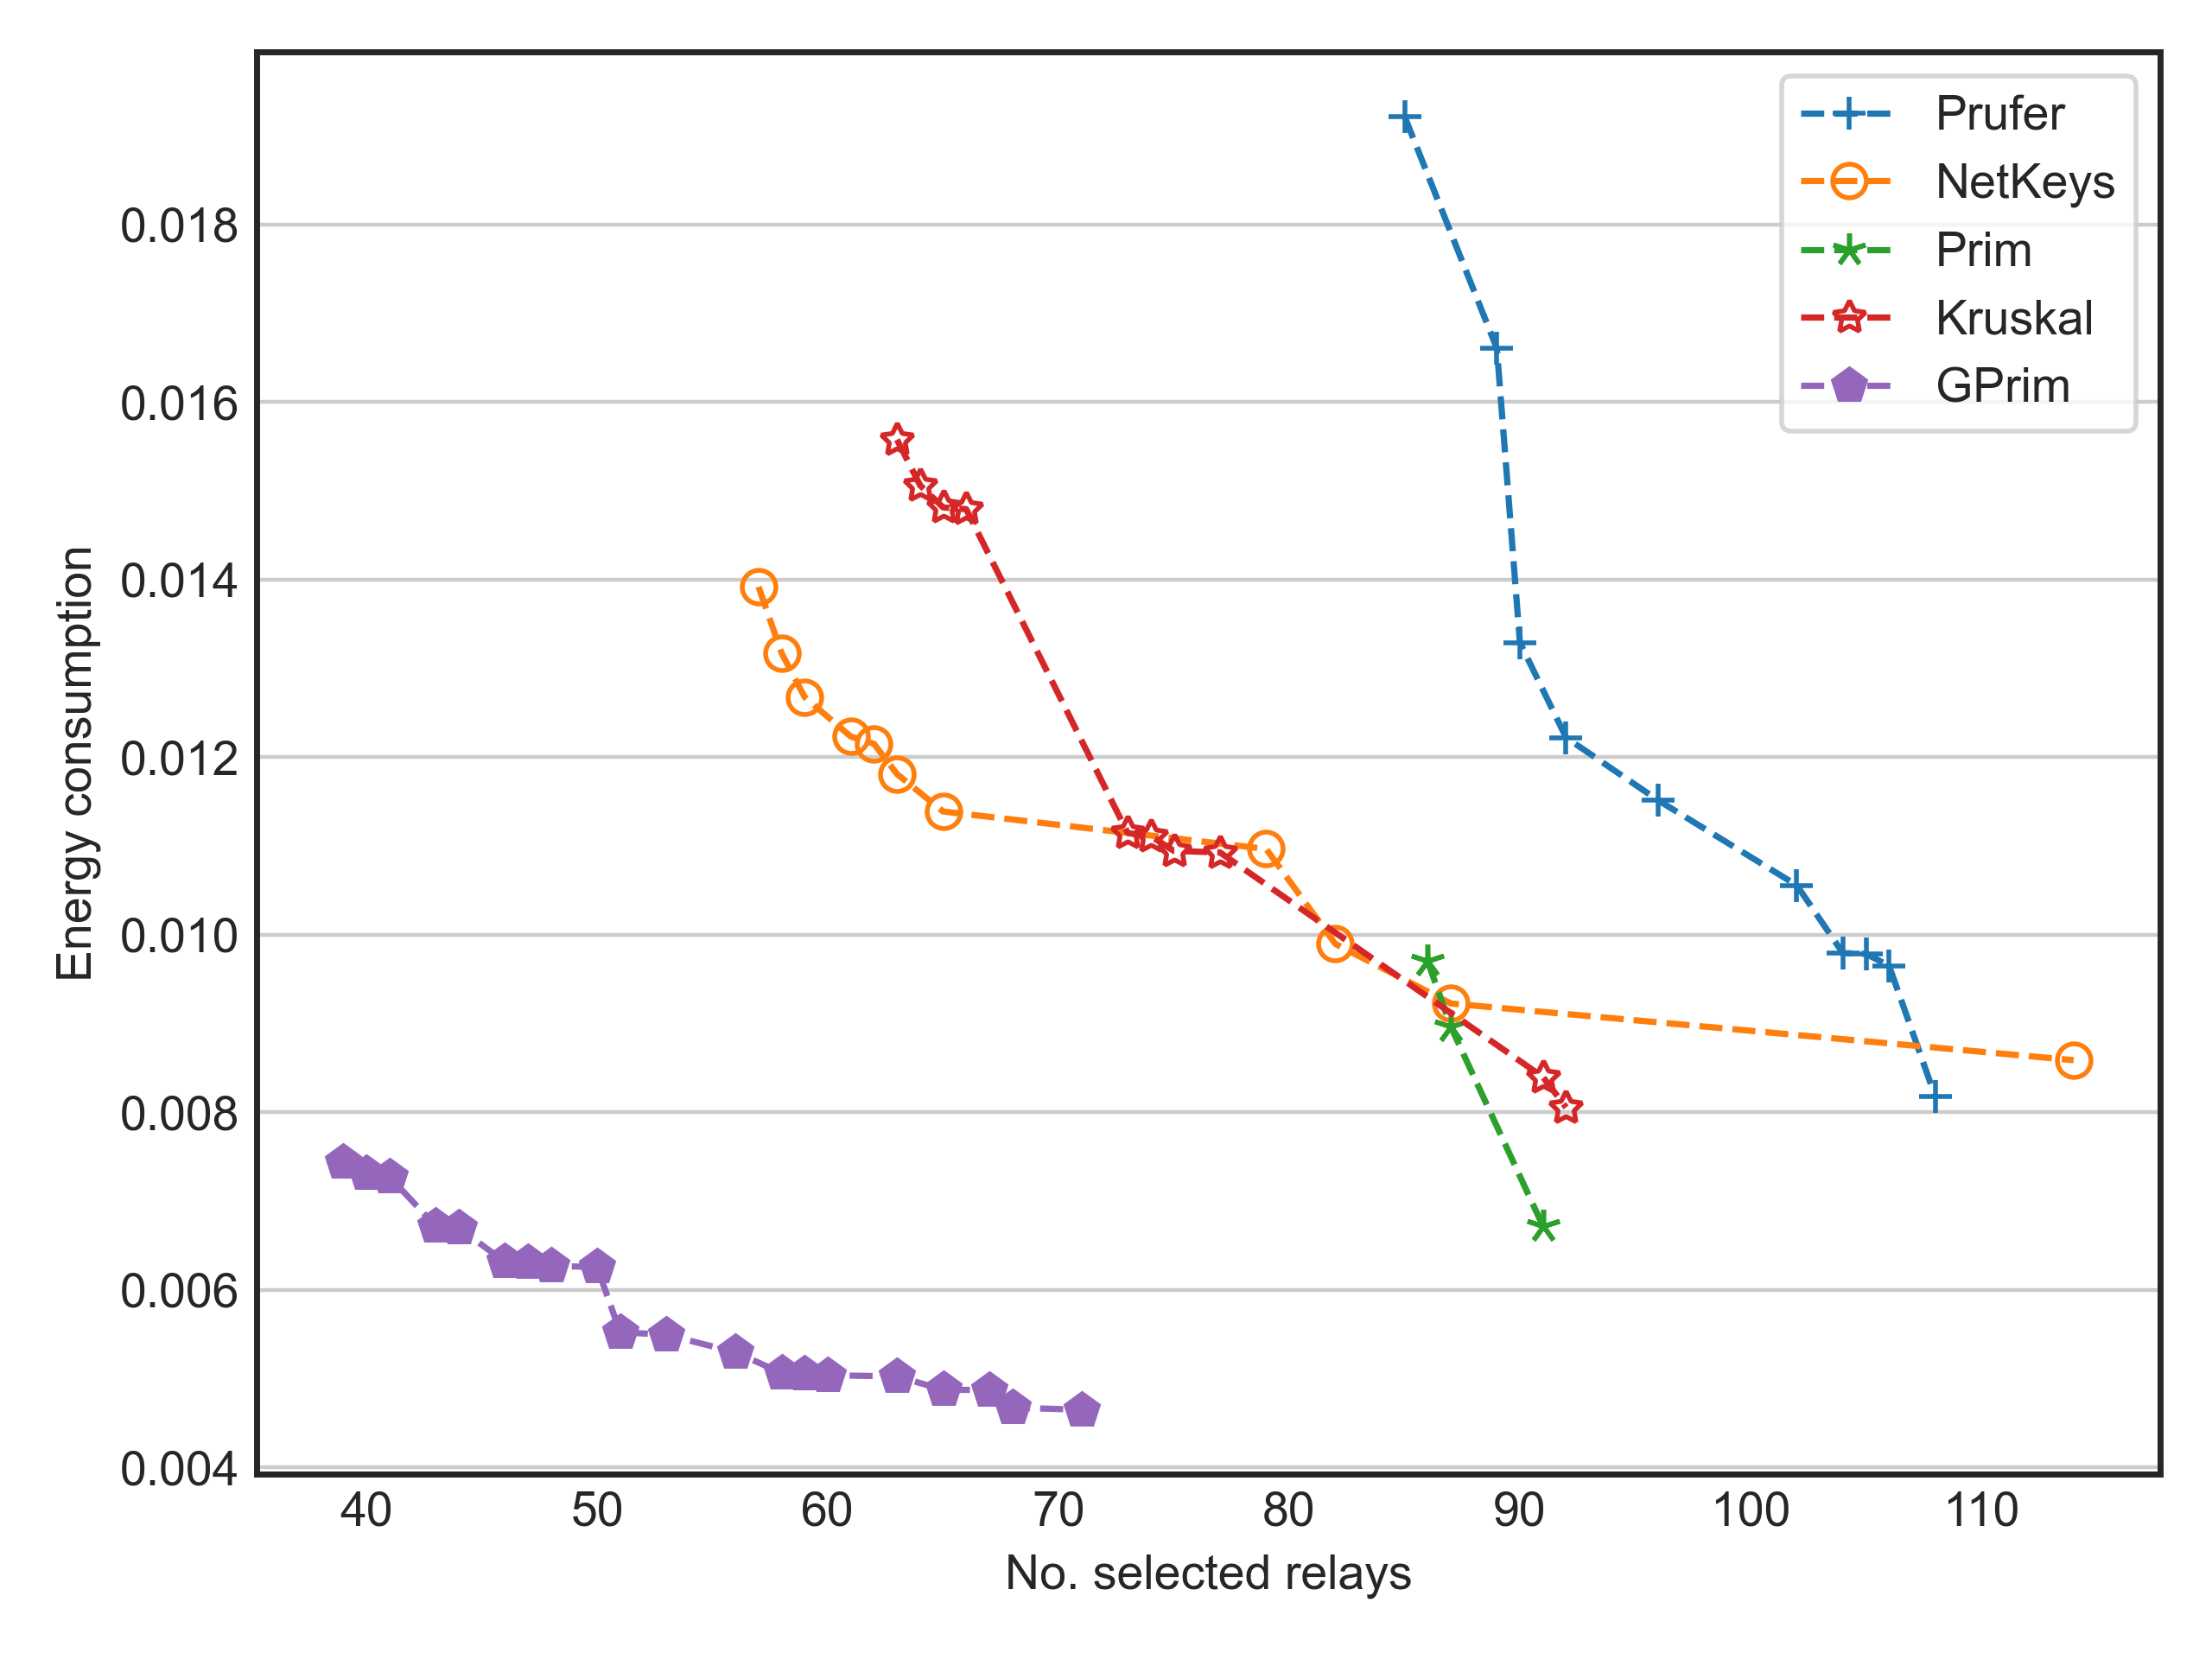 Prufer
NetKeys
Prim
Kruskal
GPrim
0.018
0.016
0.014
0.012
0.010
0.008
0.006
0.004
Energy consumption
40 50 60 70 80 90 100 110
No. selected relays